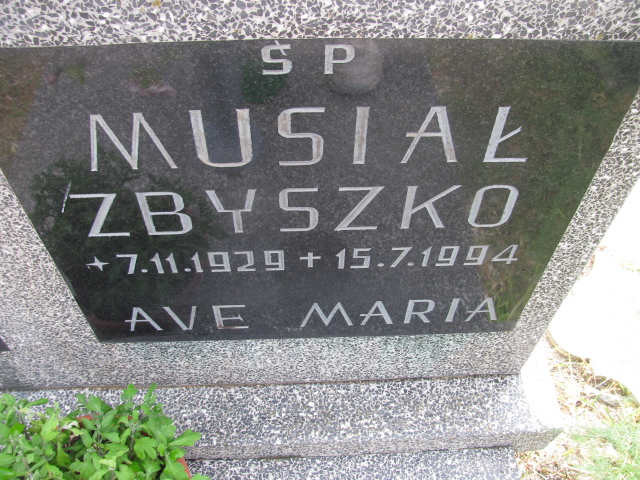 ŚP
MUSIAŁ
ZBYSZKO
*7.11.1929 + 15.7.1994
AVE MARIA